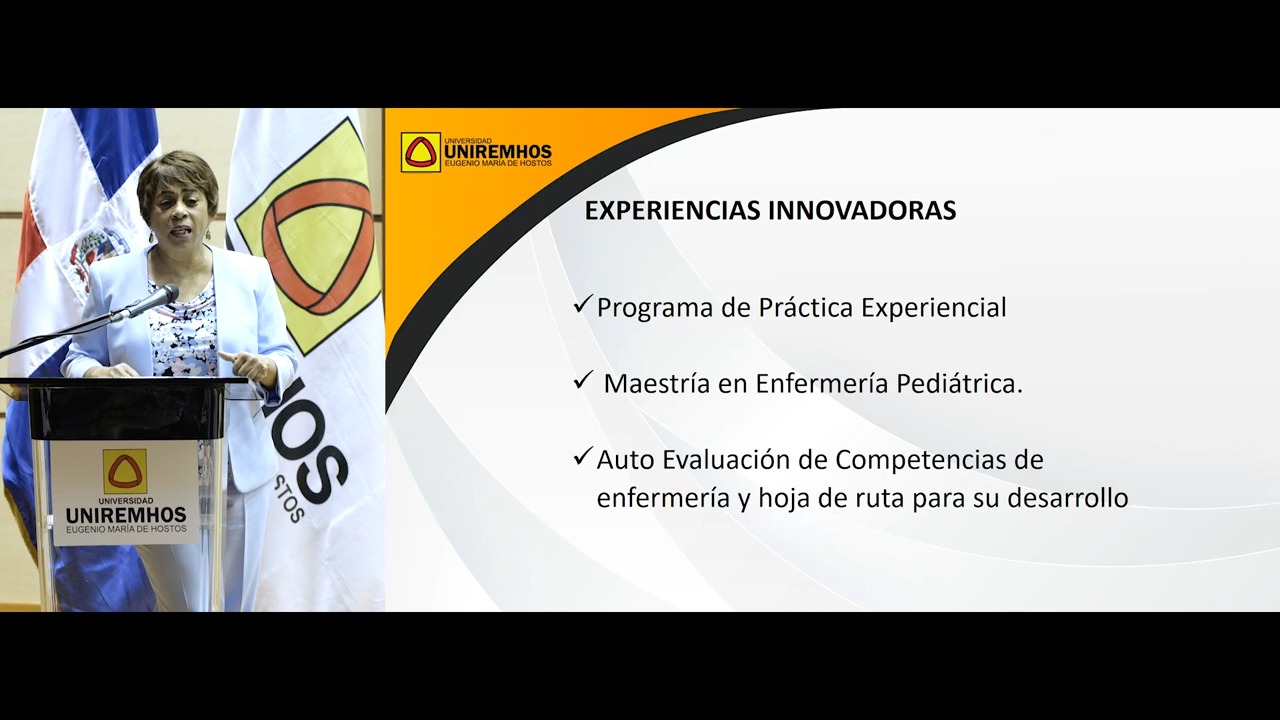 UNIVERSIDAD
UNIREMHOS
EUGENIO MARÍA DE HOSTOS
EXPERIENCIAS INNOVADORAS
Programa de Práctica Experiencial
Maestría en Enfermería Pediátrica.
Auto Evaluación de Competencias de
enfermería y hoja de ruta para su desarrollo
HOS
STOS
UNIVERSIDAD
UNIREMHOS
EUGENIO MARÍA DE HOSTOS